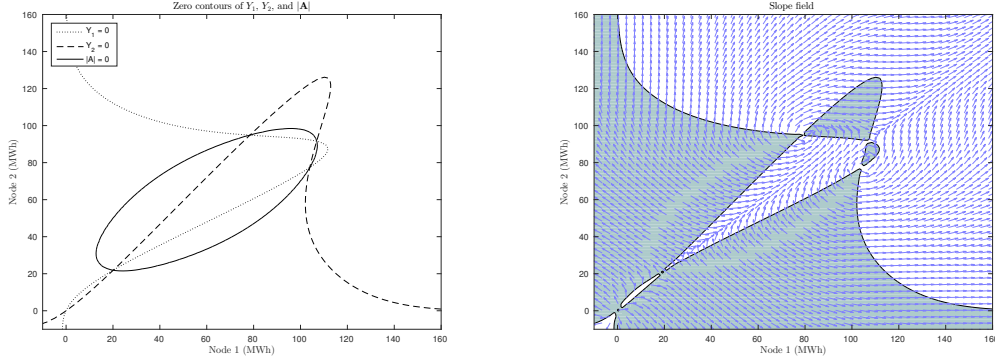 Zero contours of Y₁, Y₂, and |A|
160
140
120
100
80
60
40
20
0
Node 2 (MWh)
Y₁ = 0
Y₂ = 0
|A| = 0
0 20 40 60 80 100 120 140 160
Node 1 (MWh)
Slope field
160
140
120
100
80
60
40
20
0
Node 2 (MWh)
0 20 40 60 80 100 120 140 160
Node 1 (MWh)